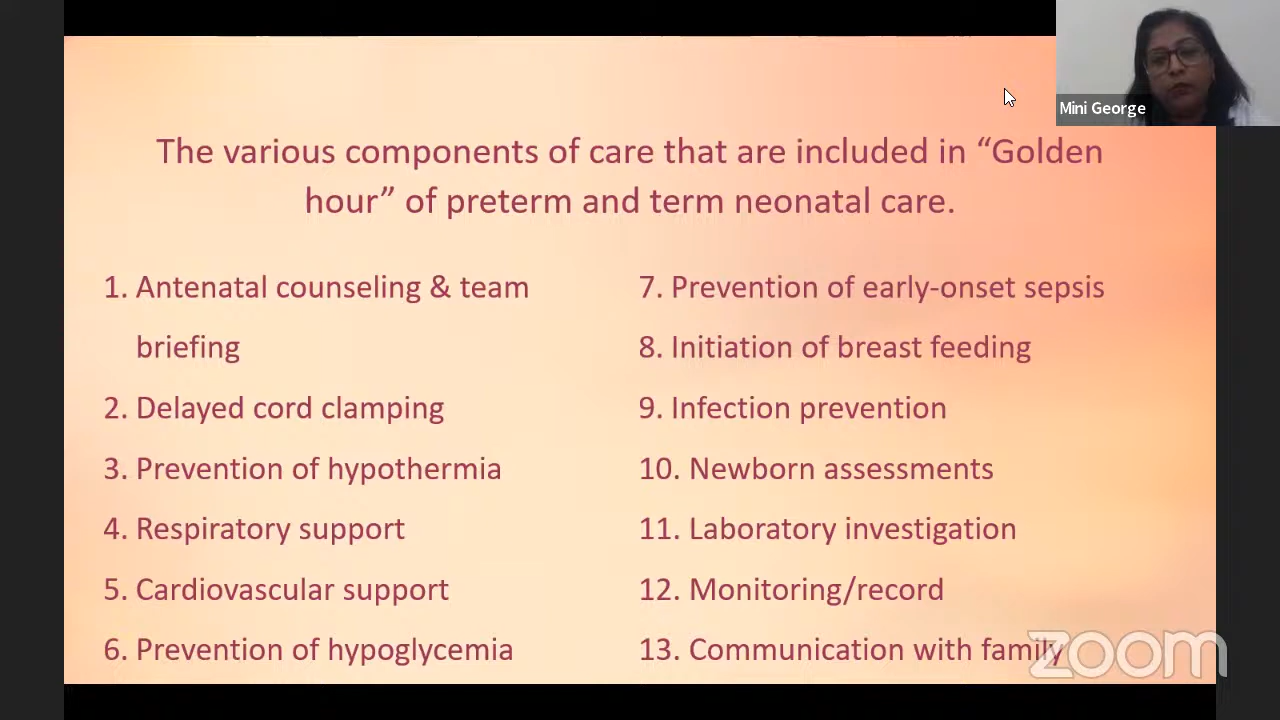 Mini George
The various components of care that are included in “Golden
hour” of preterm and term neonatal care.
1. Antenatal counseling & team
briefing
2. Delayed cord clamping
3. Prevention of hypothermia
4. Respiratory support
5. Cardiovascular support
6. Prevention of hypoglycemia
7. Prevention of early-onset sepsis
8. Initiation of breast feeding
9. Infection prevention
10. Newborn assessments
11. Laboratory investigation
12. Monitoring/record
13. Communication with family
zoom